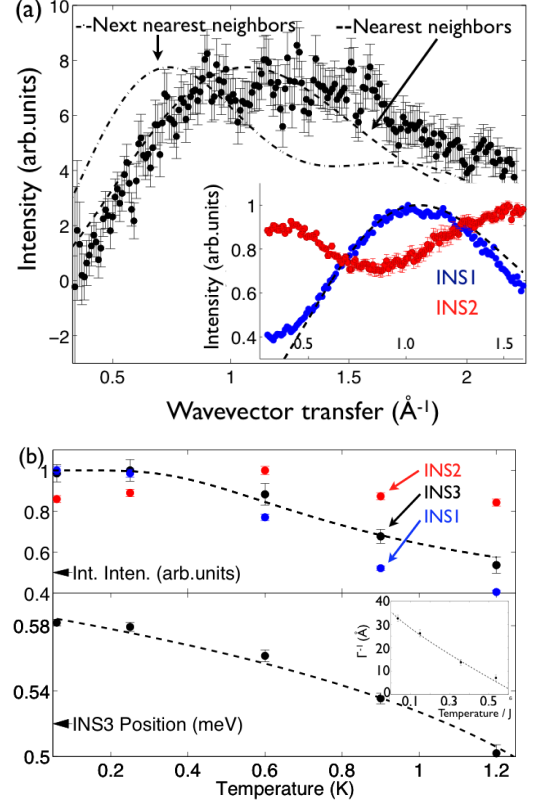 (a)
Next nearest neighbors
Nearest neighbors
10
8
6
4
2
0
−2
Intensity (arb.units)
0.5
1
1.5
2
Wavevector transfer (Å-1)
1
0.8
0.6
0.4
Intensity (arb.units)
0.5
1.0
1.5
INS1
INS2
(b)
1
0.8
0.6
0.4
INS2
INS3
INS1
Int. Inten. (arb.units)
0.58
0.54
0.5
INS3 Position (meV)
40
30
20
10
0
Γ-1 (Å)
0.1
0.3
0.5
Temperature / J
0.2
0.4
0.6
0.8
1.0
1.2
Temperature (K)